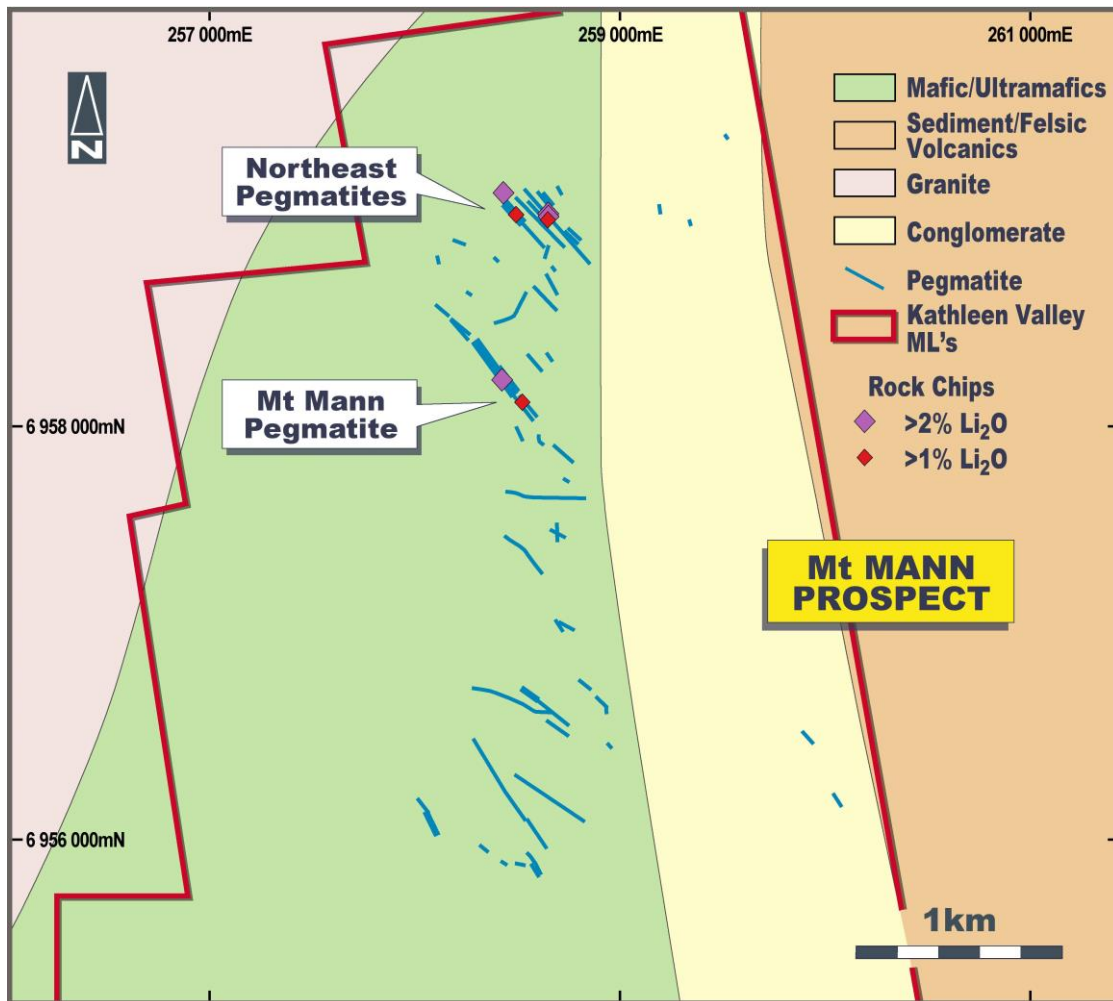 257 000mE
259 000mE
261 000mE
N
Mafic/Ultramafics
Sediment/Felsic
Volcanics
Granite
Conglomerate
Pegmatite
Kathleen Valley
ML's
Rock Chips
>2% Li₂O
>1% Li₂O
Northeast
Pegmatites
Mt Mann
Pegmatite
6 958 000mN
Mt MANN
PROSPECT
6 956 000mN
1km